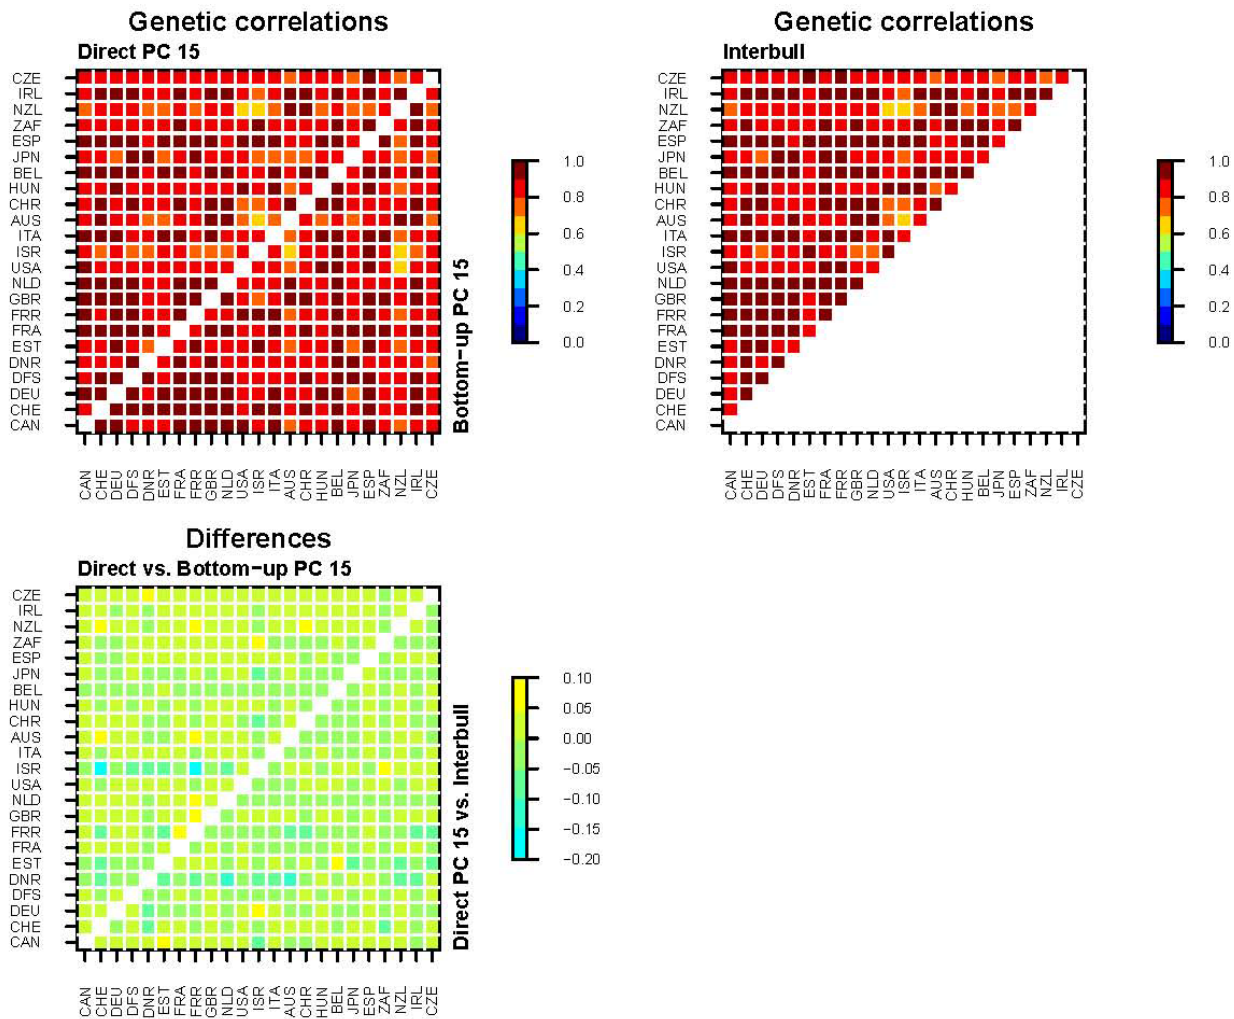 Genetic correlations
Direct PC 15
CZE
IRL
NZL
ZAF
ESP
JPN
BEL
HUN
CHR
AUS
ITA
ISR
USA
NLD
GBR
FRR
FRA
EST
DNR
DFS
DEU
CHE
CAN
CAN CHE DEU DFS DNR EST FRA FRR GBR NLD USA ISR ITA AUS CHR HUN BEL JPN ESP ZAF NZL IRL CZE
Bottom−up PC 15
1.0
0.8
0.6
0.4
0.2
0.0
Genetic correlations
Interbull
CZE
IRL
NZL
ZAF
ESP
JPN
BEL
HUN
CHR
AUS
ITA
ISR
USA
NLD
GBR
FRR
FRA
EST
DNR
DFS
DEU
CHE
CAN
CAN CHE DEU DFS DNR EST FRA FRR GBR NLD USA ISR ITA AUS CHR HUN BEL JPN ESP ZAF NZL IRL CZE
1.0
0.8
0.6
0.4
0.2
0.0
Differences
Direct vs. Bottom−up PC 15
CZE
IRL
NZL
ZAF
ESP
JPN
BEL
HUN
CHR
AUS
ITA
ISR
USA
NLD
GBR
FRR
FRA
EST
DNR
DFS
DEU
CHE
CAN
CAN CHE DEU DFS DNR EST FRA FRR GBR NLD USA ISR ITA AUS CHR HUN BEL JPN ESP ZAF NZL IRL CZE
Direct PC 15 vs. Interbull
0.10
0.05
0.00
−0.05
−0.10
−0.15
−0.20